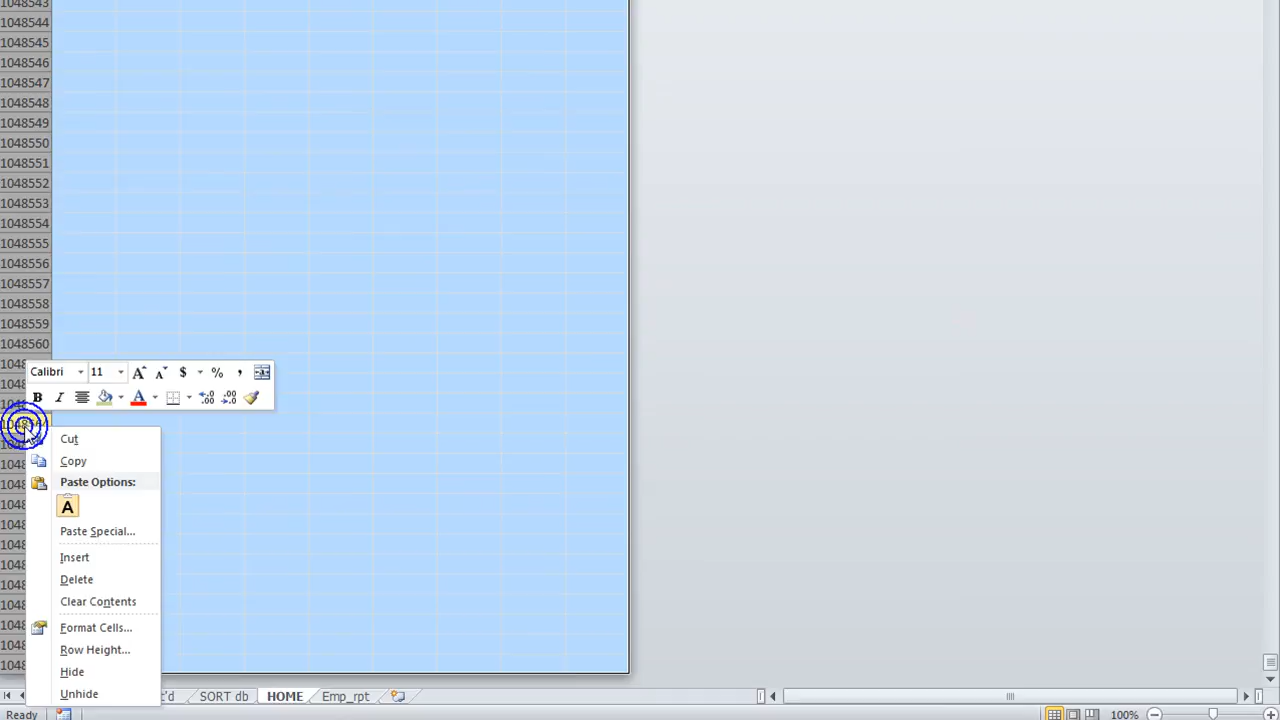 1048543
1048544
1048545
1048546
1048547
1048548
1048549
1048550
1048551
1048552
1048553
1048554
1048555
1048556
1048557
1048558
1048559
1048560
Calibri 11 A A $ % ,
B I A .0 .00
Cut
Copy
Paste Options:
A
Paste Special...
Insert
Delete
Clear Contents
Format Cells...
Row Height...
Hide
Unhide
t'd SORT db HOME Emp_rpt
Ready 100%